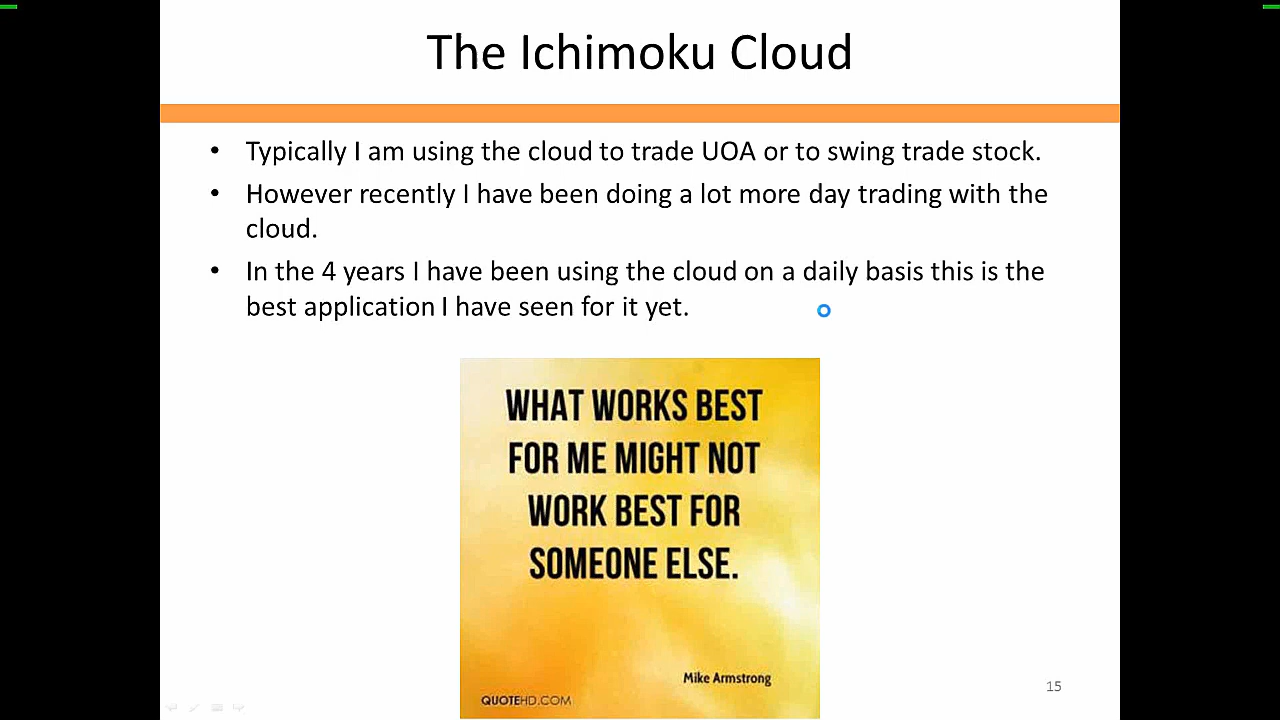 The Ichimoku Cloud
• Typically I am using the cloud to trade UOA or to swing trade stock.
• However recently I have been doing a lot more day trading with the
cloud.
• In the 4 years I have been using the cloud on a daily basis this is the
best application I have seen for it yet.
WHAT WORKS BEST
FOR ME MIGHT NOT
WORK BEST FOR
SOMEONE ELSE.
Mike Armstrong
QUOTEHD.COM
15